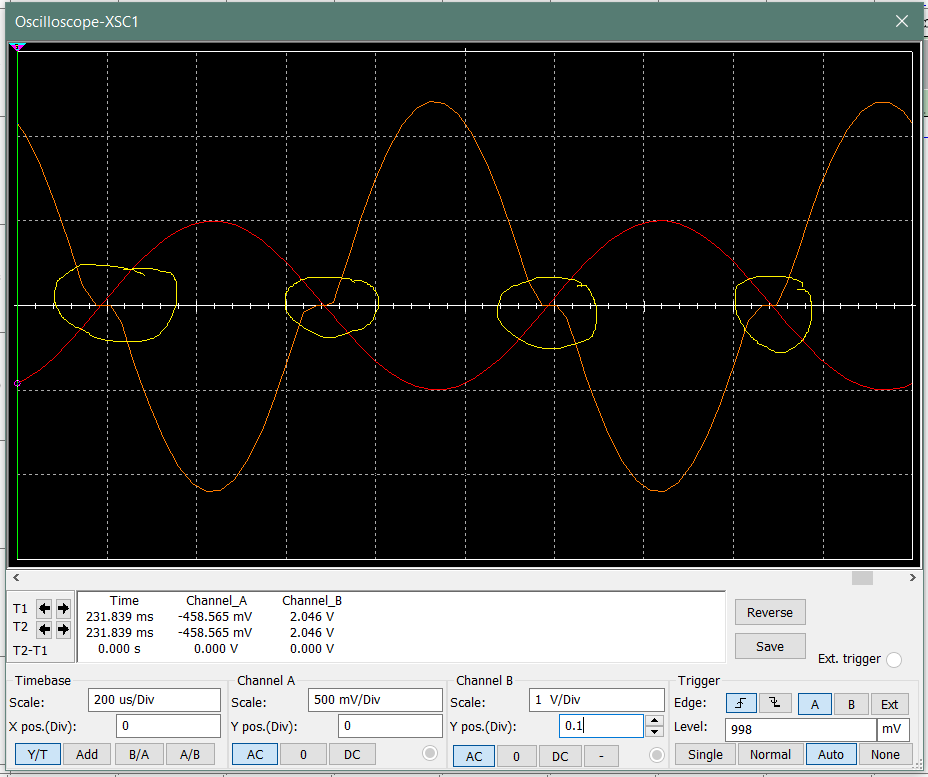 Oscilloscope-XSC1
Time Channel_A Channel_B
T1 231.839 ms -458.565 mV 2.046 V
T2 231.839 ms -458.565 mV 2.046 V
T2-T1 0.000 s 0.000 V 0.000 V
Reverse
Save
Ext. trigger
Timebase
Scale: 200 us/Div
X pos.(Div): 0
Y/T Add B/A A/B
Channel A
Scale: 500 mV/Div
Y pos.(Div): 0
AC 0 DC
Channel B
Scale: 1 V/Div
Y pos.(Div): 0.1
AC 0 DC -
Trigger
Edge: A B Ext
Level: 998 mV
Single Normal Auto None